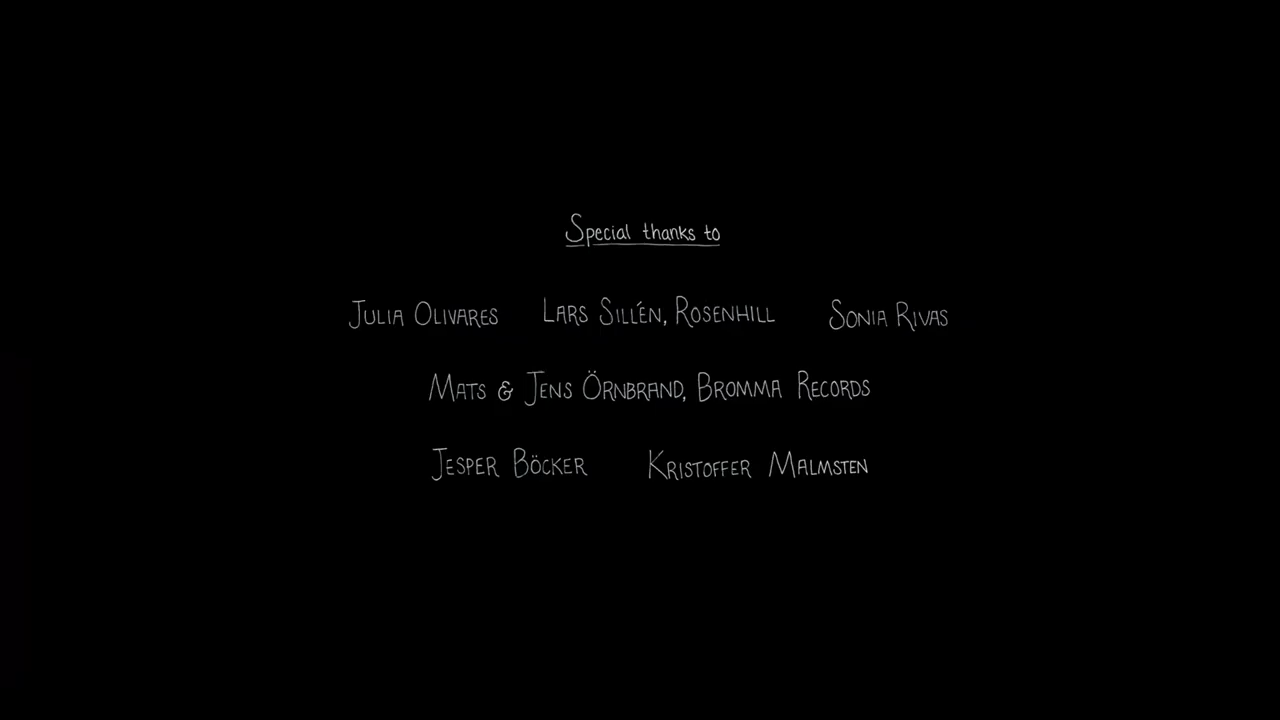 Special thanks to
JULIA OLIVARES LARS SILLÉN, ROSENHILL SONIA RIVAS
MATS & JENS ÖRNBRAND, BROMMA RECORDS
JESPER BÖCKER KRISTOFFER MALMSTEN